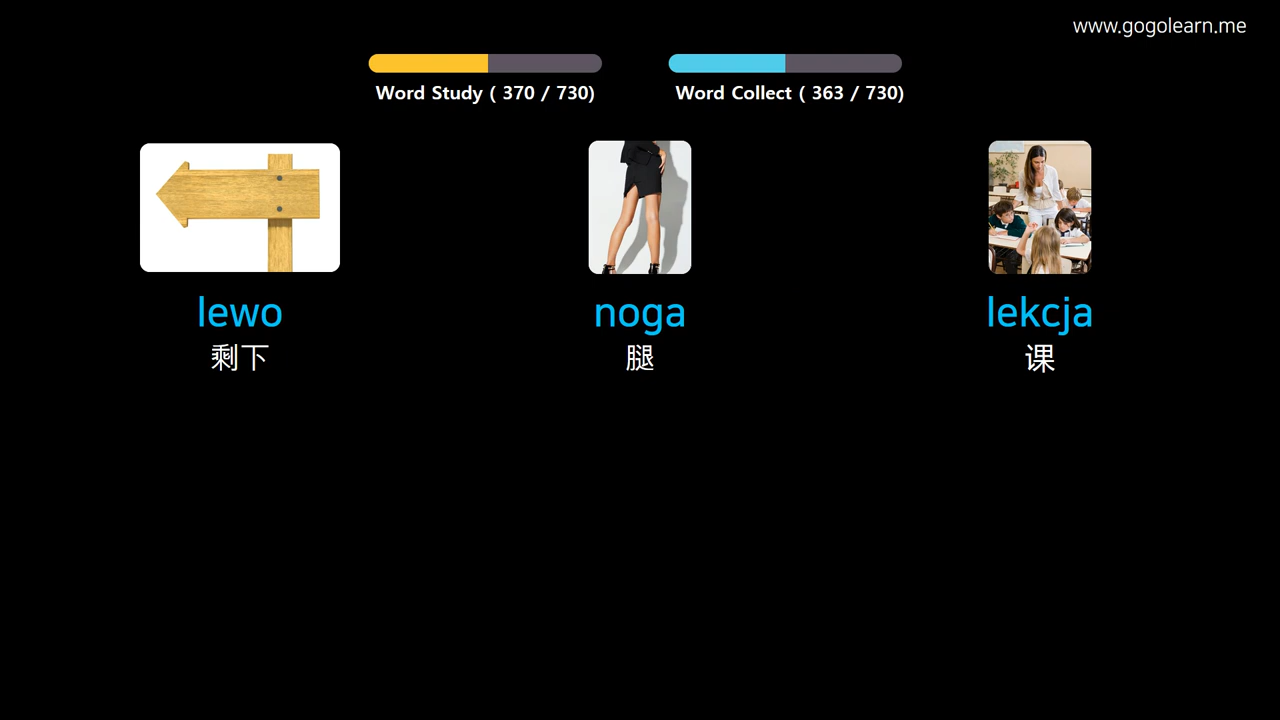 www.gogolearn.me
Word Study ( 370 / 730)
Word Collect ( 363 / 730)
lewo
noga
lekcja
剩下
腿
课